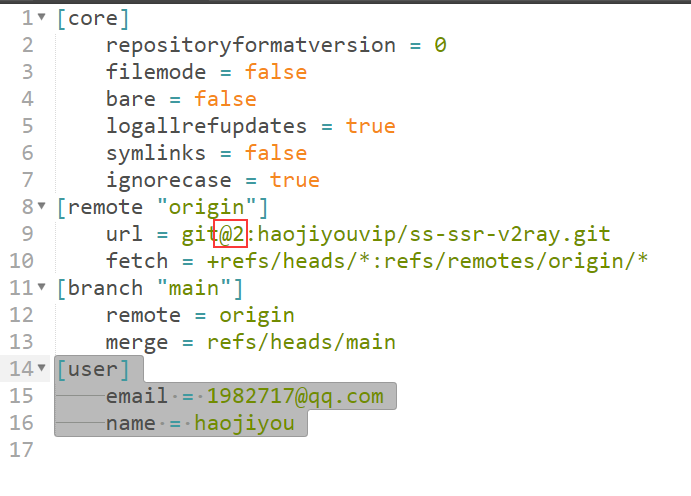 1 [core]
2 repositoryformatversion = 0
3 filemode = false
4 bare = false
5 logallrefupdates = true
6 symlinks = false
7 ignorecase = true
8 [remote "origin"]
9 url = git@2:haojiyouvip/ss-ssr-v2ray.git
10 fetch = +refs/heads/*:refs/remotes/origin/*
11 [branch "main"]
12 remote = origin
13 merge = refs/heads/main
14 [user]
15 email = 1982717@qq.com
16 name = haojiyou
17